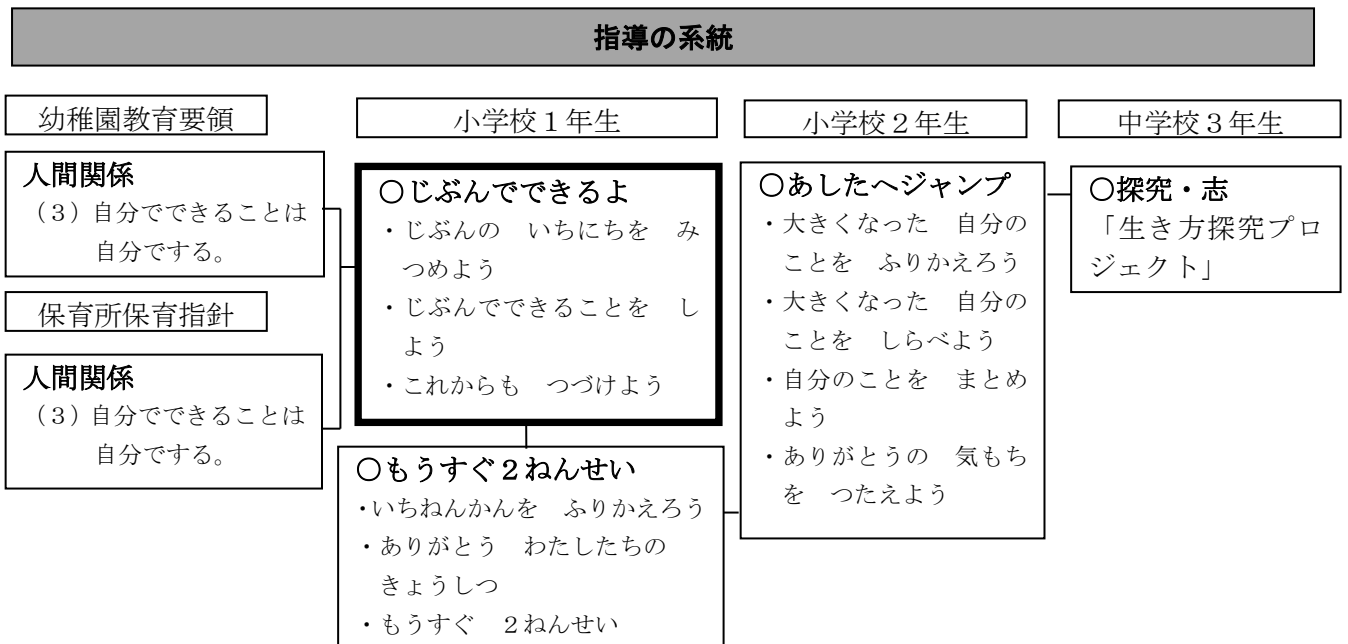 指導の系統
幼稚園教育要領
人間関係
(3)自分でできることは
自分でする。
保育所保育指針
人間関係
(3)自分でできることは
自分でする。
小学校1年生
○じぶんでできるよ
・じぶんの　いちにちを　み
つめよう
・じぶんでできることを　し
よう
・これからも　つづけよう
○もうすぐ2ねんせい
・いちねんかんを　ふりかえろう
・ありがとう　わたしたちの
きょうしつ
・もうすぐ　2ねんせい
小学校2年生
○あしたへジャンプ
・大きくなった　自分の
ことを　ふりかえろう
・大きくなった　自分の
ことを　しらべよう
・自分のことを　まとめ
よう
・ありがとうの　気もち
を　つたえよう
中学校3年生
○探究・志
「生き方探究プロ
ジェクト」